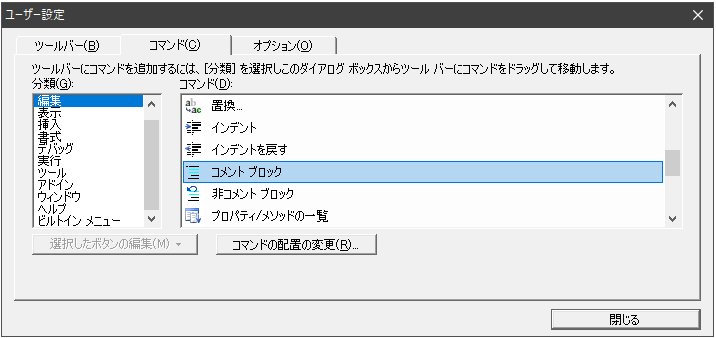 ユーザー設定
ツールバー(B)
コマンド(C)
オプション(O)
ツールバーにコマンドを追加するには、[分類] を選択しこのダイアログ ボックスからツール バーにコマンドをドラッグして移動します。
分類(G):
コマンド(D):
編集
表示
挿入
書式
デバッグ
実行
ツール
アドイン
ウィンドウ
ヘルプ
ビルトイン メニュー
置換...
インデント
インデントを戻す
コメント ブロック
非コメント ブロック
プロパティ/メソッドの一覧
選択したボタンの編集(M)
コマンドの配置の変更(R)...
閉じる